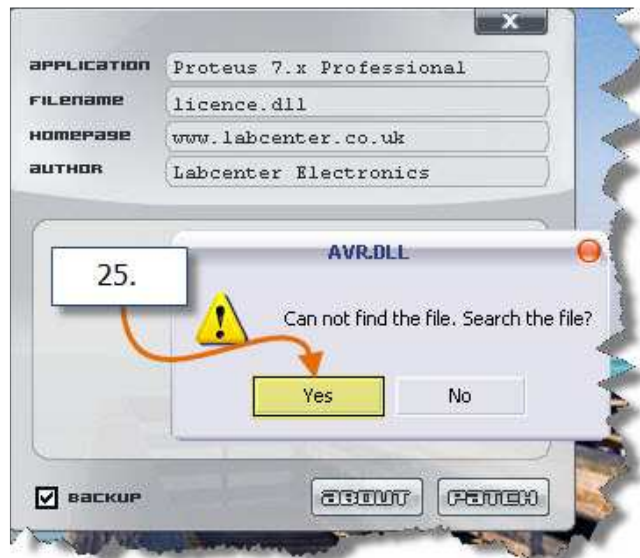 X
APPLICATION Proteus 7.x Professional
FILENAME licence.dll
HOMEPAGE www.labcenter.co.uk
AUTHOR Labcenter Electronics
AVR.DLL
25.
Can not find the file. Search the file?
Yes No
BACKUP ABOUT PATCH